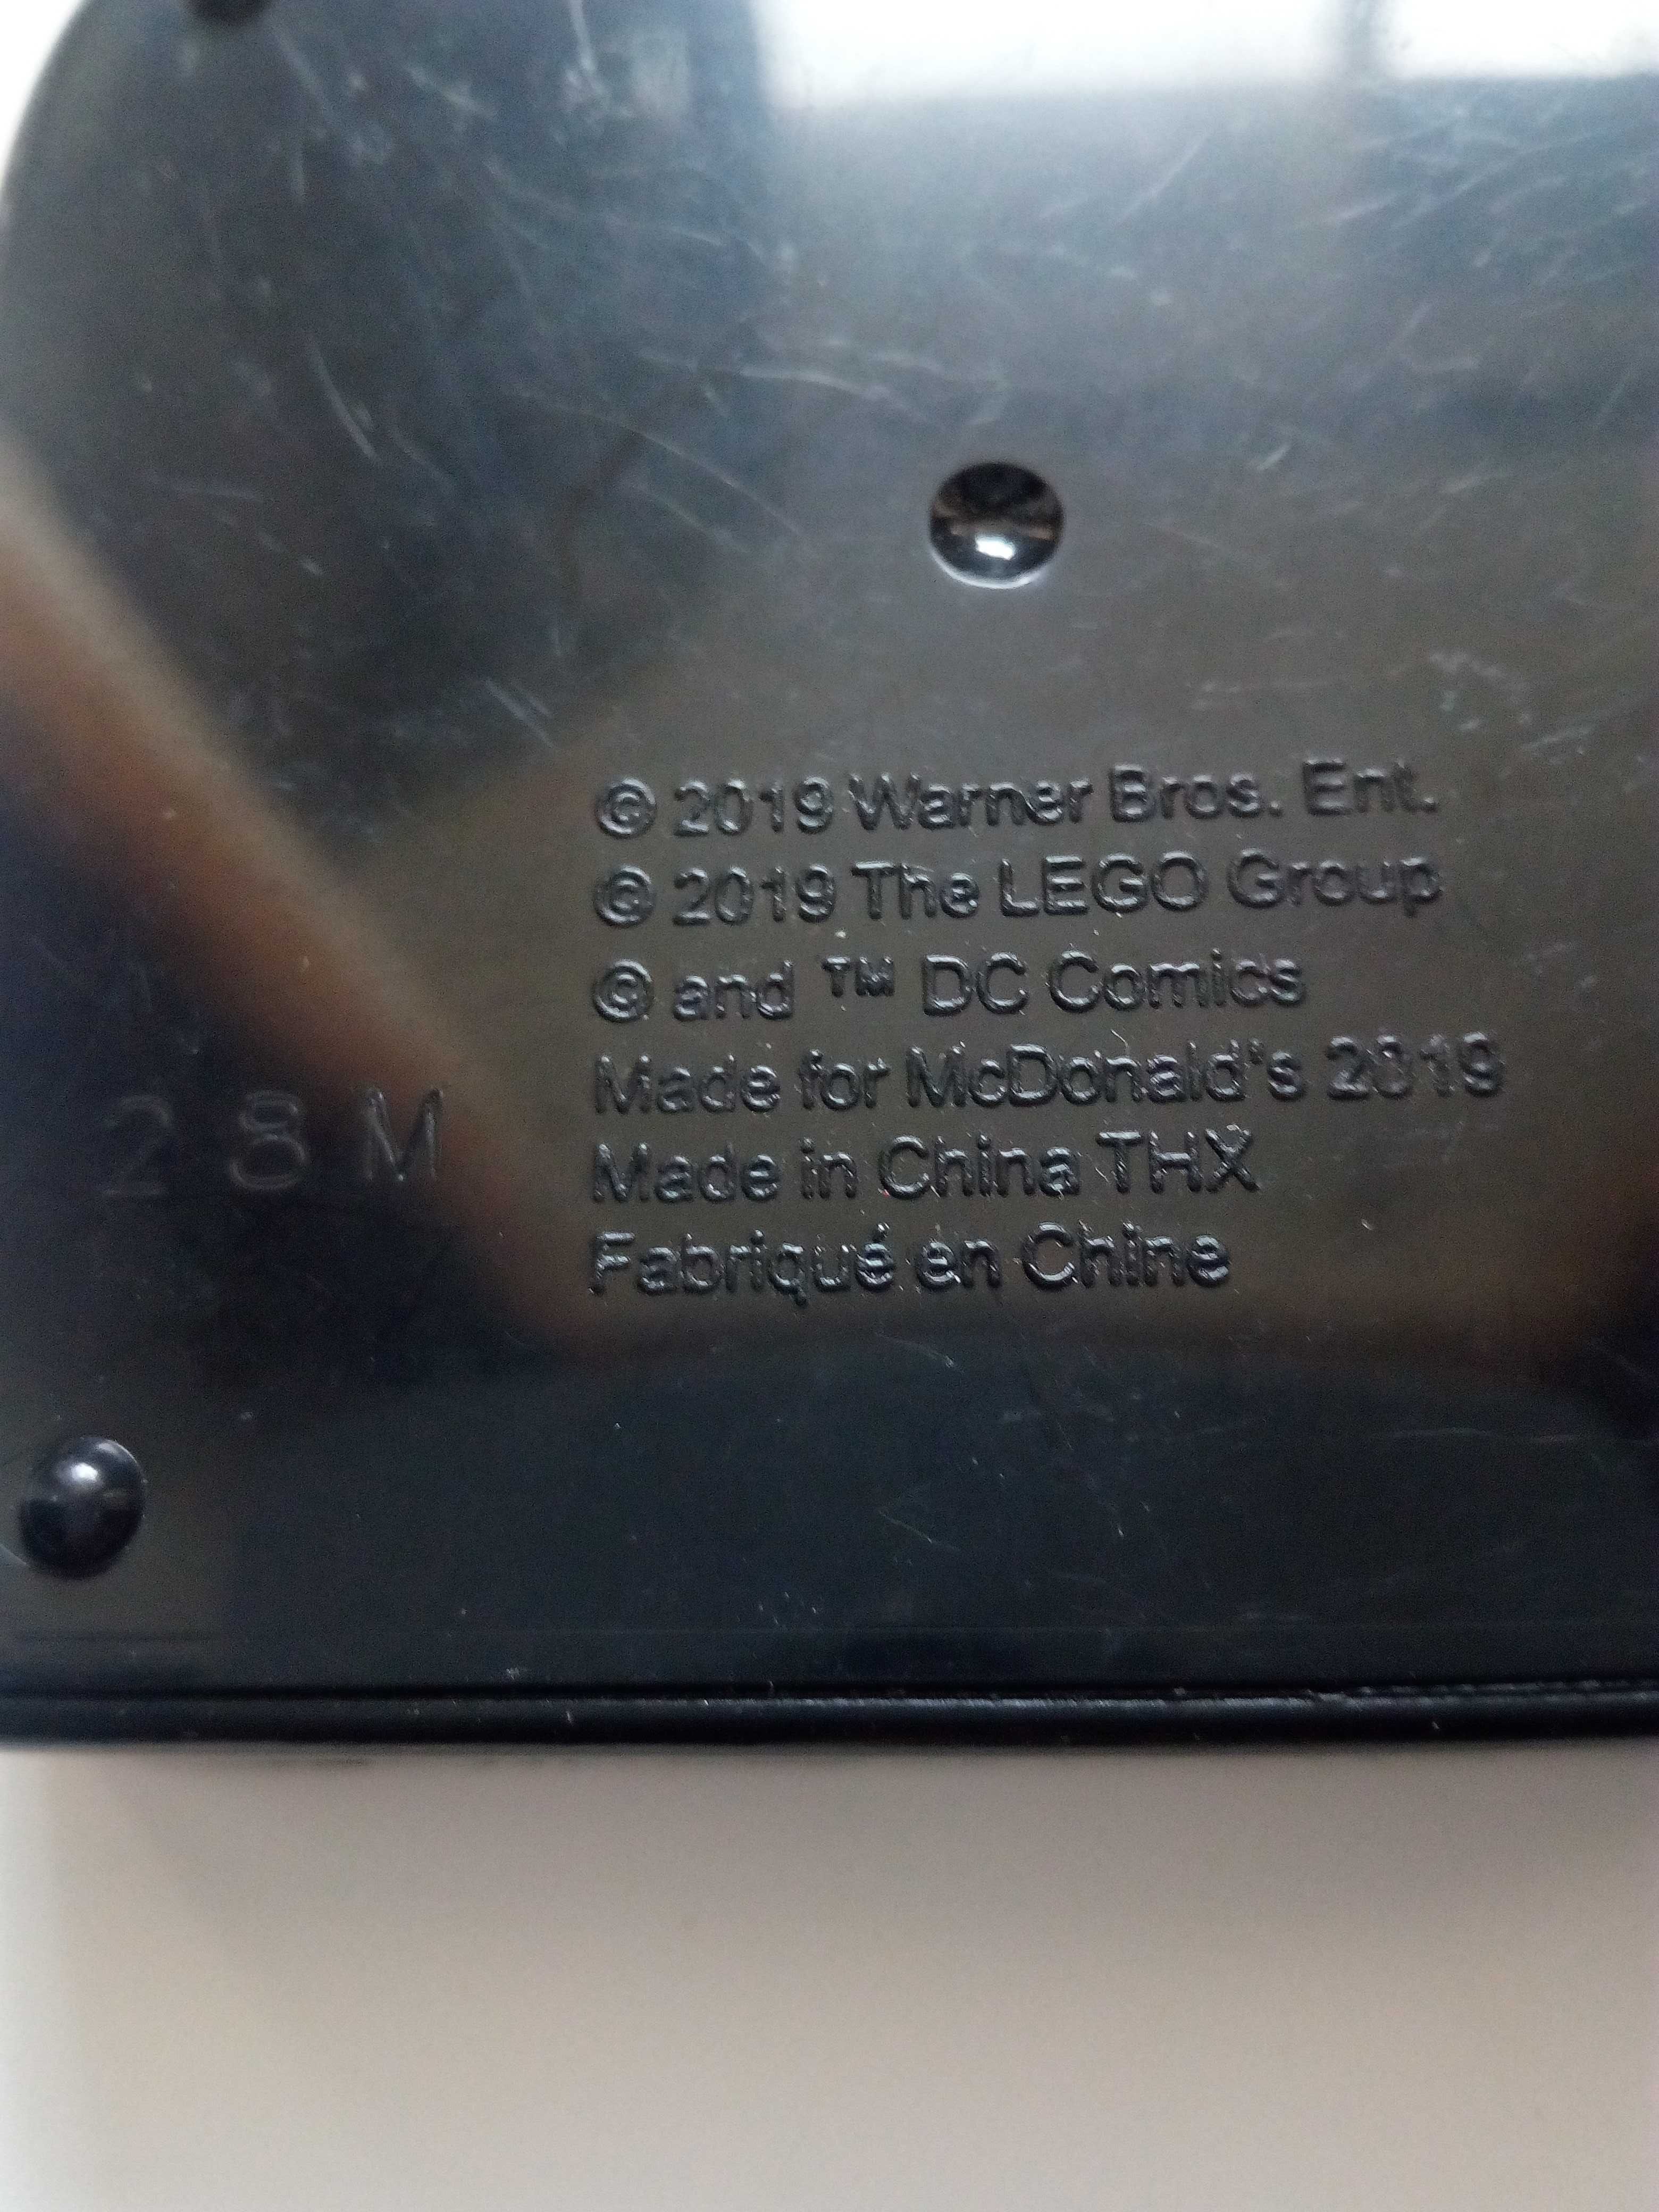 © 2019 Warner Bros. Ent.
© 2019 The LEGO Group
© and ™ DC Comics
Made for McDonald's 2019
Made in China THX
Fabriqué en Chine
28M